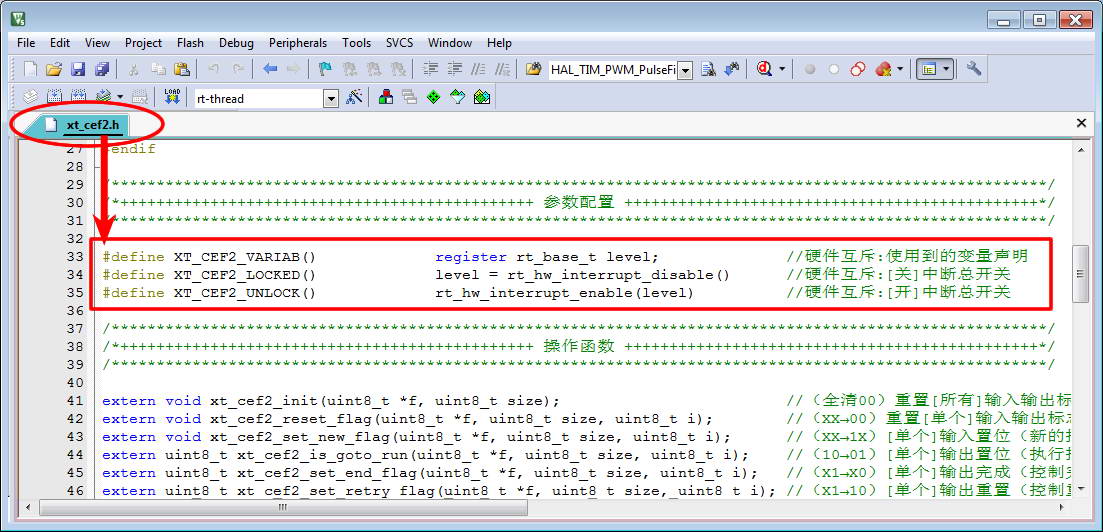 File Edit View Project Flash Debug Peripherals Tools SVCS Window Help
HAL_TIM_PWM_PulseFi
LOAD rt-thread
xt_cef2.h
27 #endif
28
29 /*******************************************************************************************************/
30 /*++++++++++++++++++++++++++++++++++++++++++++++ 参数配置 ++++++++++++++++++++++++++++++++++++++++++++++*/
31 /*******************************************************************************************************/
32
33 #define XT_CEF2_VARIAB() register rt_base_t level; //硬件互斥:使用到的变量声明
34 #define XT_CEF2_LOCKED() level = rt_hw_interrupt_disable() //硬件互斥:[关]中断总开关
35 #define XT_CEF2_UNLOCK() rt_hw_interrupt_enable(level) //硬件互斥:[开]中断总开关
36
37 /*******************************************************************************************************/
38 /*++++++++++++++++++++++++++++++++++++++++++++++ 操作函数 ++++++++++++++++++++++++++++++++++++++++++++++*/
39 /*******************************************************************************************************/
40
41 extern void xt_cef2_init(uint8_t *f, uint8_t size); //（全清00）重置[所有]输入输出标
42 extern void xt_cef2_reset_flag(uint8_t *f, uint8_t size, uint8_t i); //（XX→00）重置[单个]输入输出标志
43 extern void xt_cef2_set_new_flag(uint8_t *f, uint8_t size, uint8_t i); //（XX→1X）[单个]输入置位（新的
44 extern uint8_t xt_cef2_is_goto_run(uint8_t *f, uint8_t size, uint8_t i); //（10→01）[单个]输出置位（执行
45 extern uint8_t xt_cef2_set_end_flag(uint8_t *f, uint8_t size, uint8_t i); //（X1→X0）[单个]输出完成（控制
46 extern uint8_t xt_cef2_set_retry_flag(uint8_t *f, uint8_t size, uint8_t i); //（X1→10）[单个]输出重置（控制